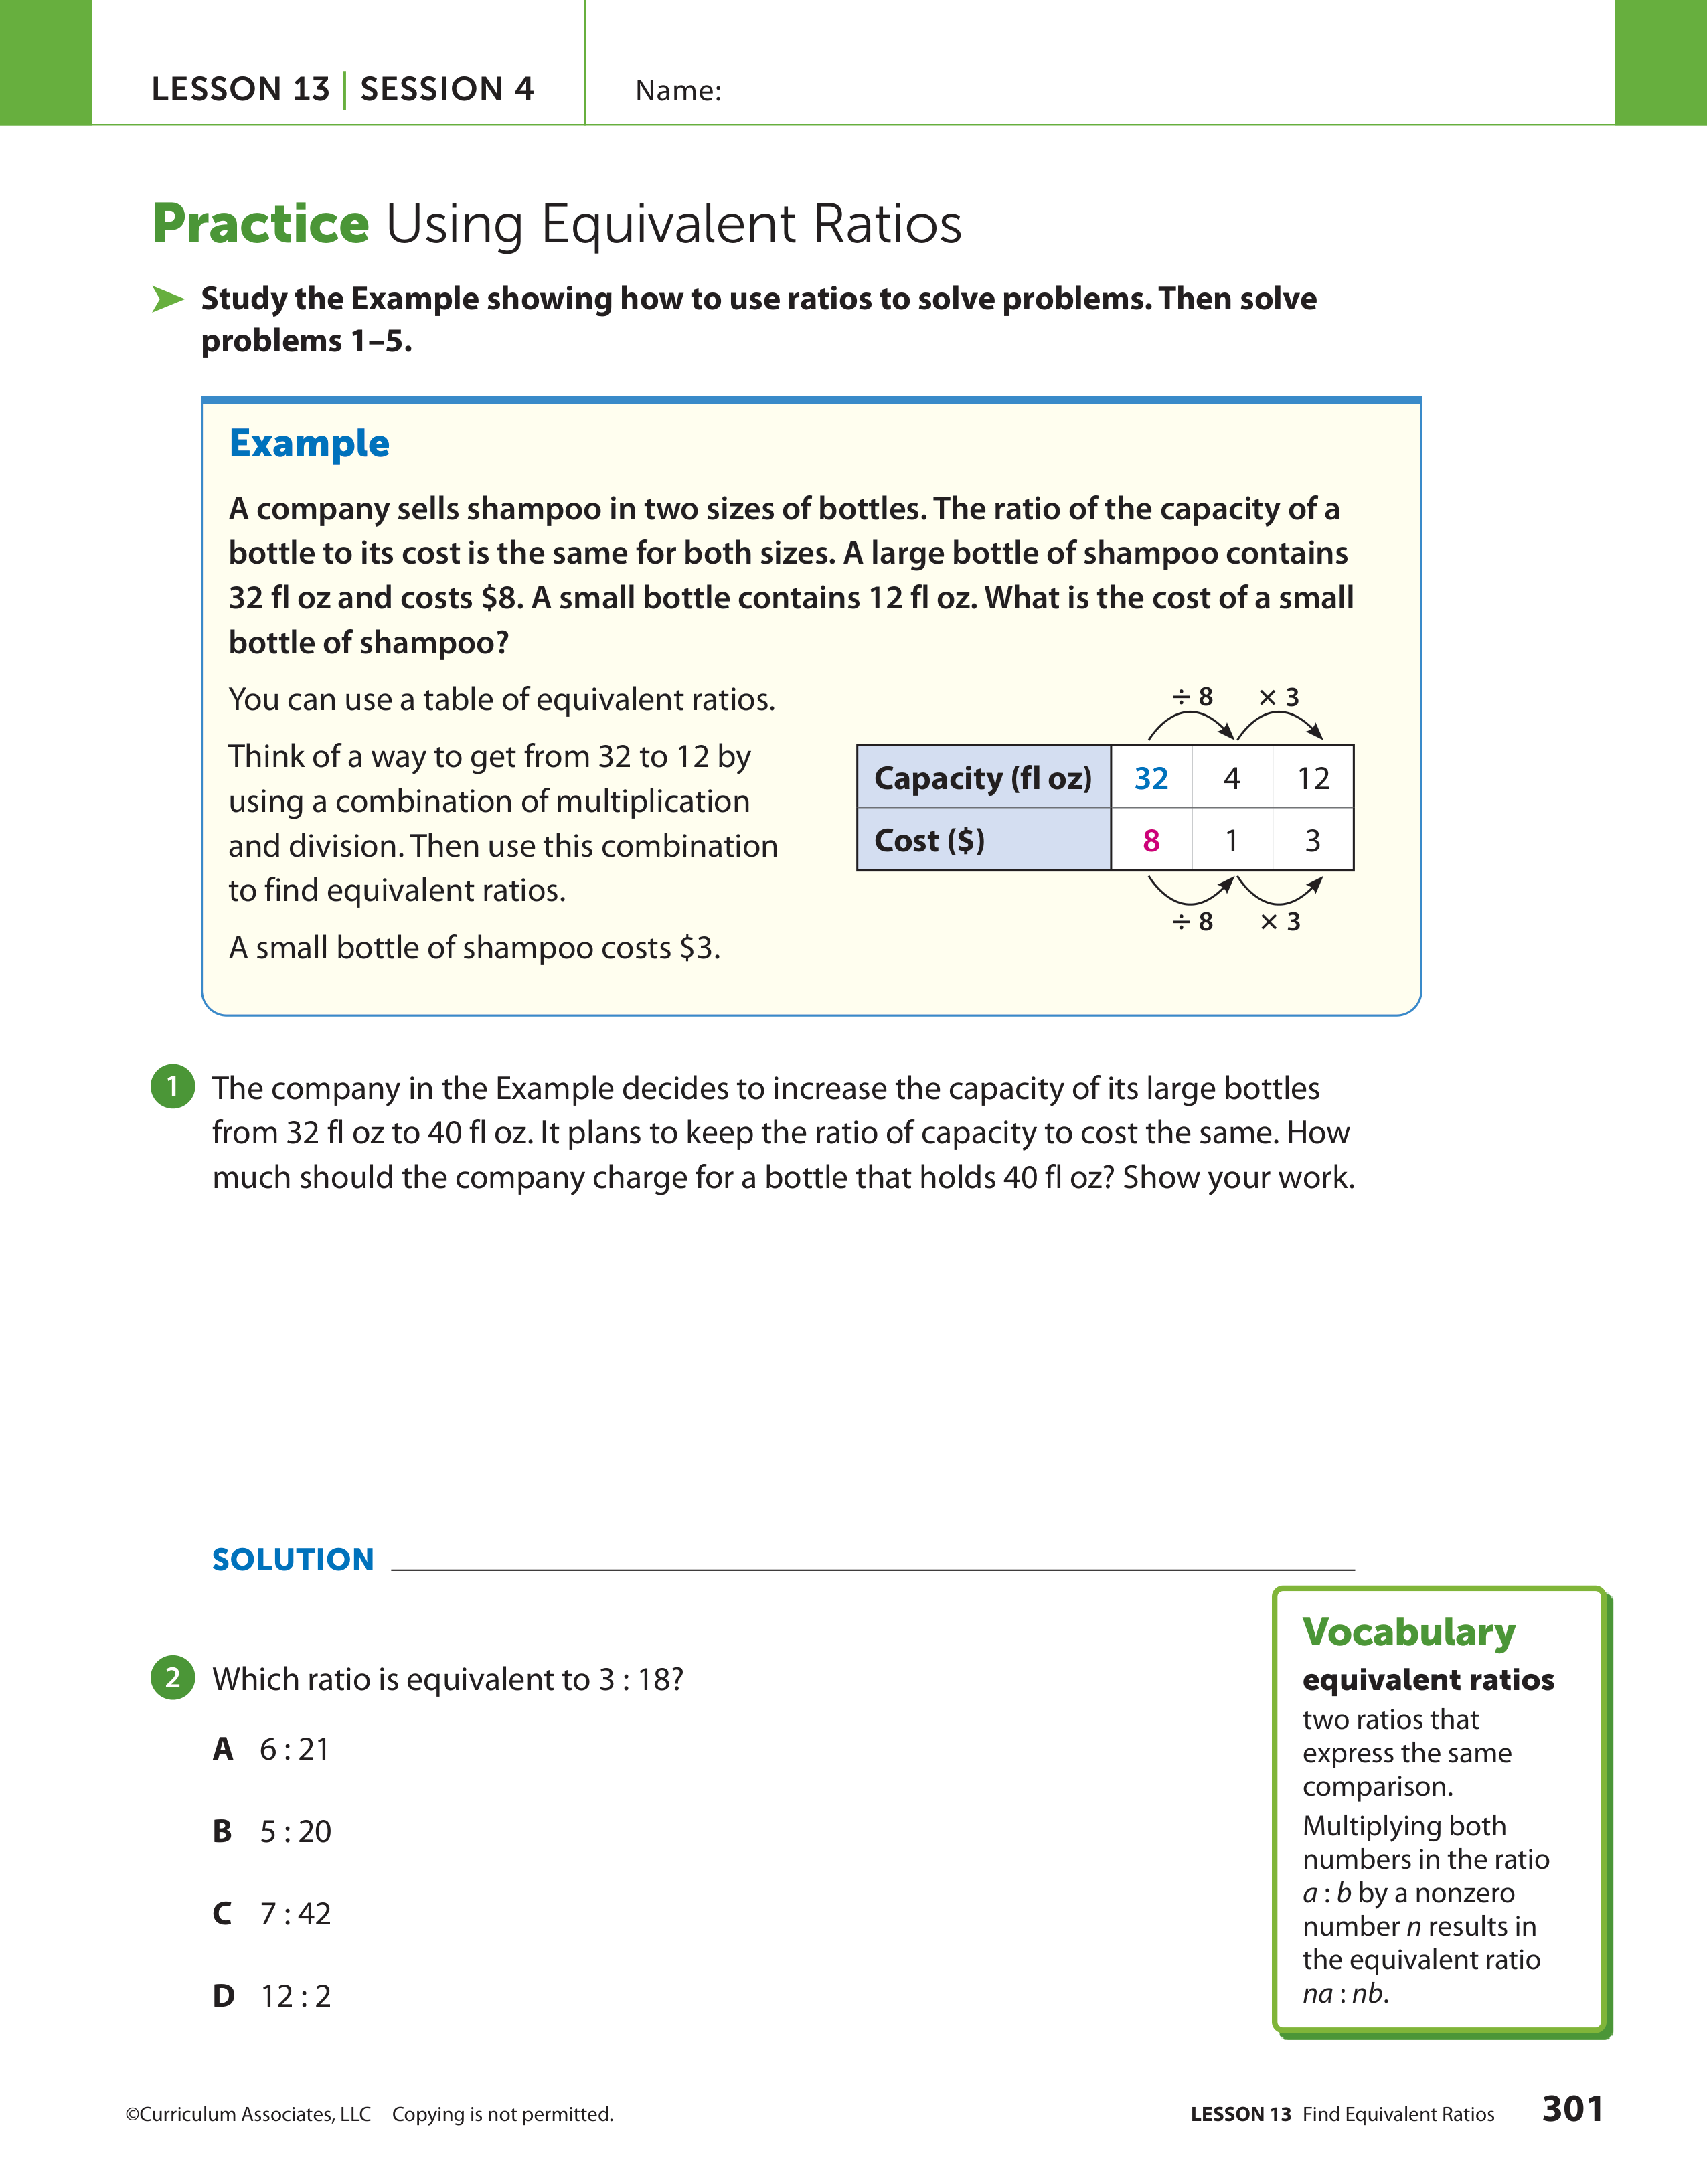 LESSON 13 | SESSION 4
Name:
Practice Using Equivalent Ratios
Study the Example showing how to use ratios to solve problems. Then solve
problems 1–5.
Example
A company sells shampoo in two sizes of bottles. The ratio of the capacity of a
bottle to its cost is the same for both sizes. A large bottle of shampoo contains
32 fl oz and costs $8. A small bottle contains 12 fl oz. What is the cost of a small
bottle of shampoo?
You can use a table of equivalent ratios.
Think of a way to get from 32 to 12 by
using a combination of multiplication
and division. Then use this combination
to find equivalent ratios.
A small bottle of shampoo costs $3.
÷ 8 × 3
Capacity (fl oz) 32 4 12
Cost ($) 8 1 3
÷ 8 × 3
1 The company in the Example decides to increase the capacity of its large bottles
from 32 fl oz to 40 fl oz. It plans to keep the ratio of capacity to cost the same. How
much should the company charge for a bottle that holds 40 fl oz? Show your work.
SOLUTION
2 Which ratio is equivalent to 3 : 18?
A 6 : 21
B 5 : 20
C 7 : 42
D 12 : 2
Vocabulary
equivalent ratios
two ratios that
express the same
comparison.
Multiplying both
numbers in the ratio
a : b by a nonzero
number n results in
the equivalent ratio
na : nb.
©Curriculum Associates, LLC Copying is not permitted.
LESSON 13 Find Equivalent Ratios 301